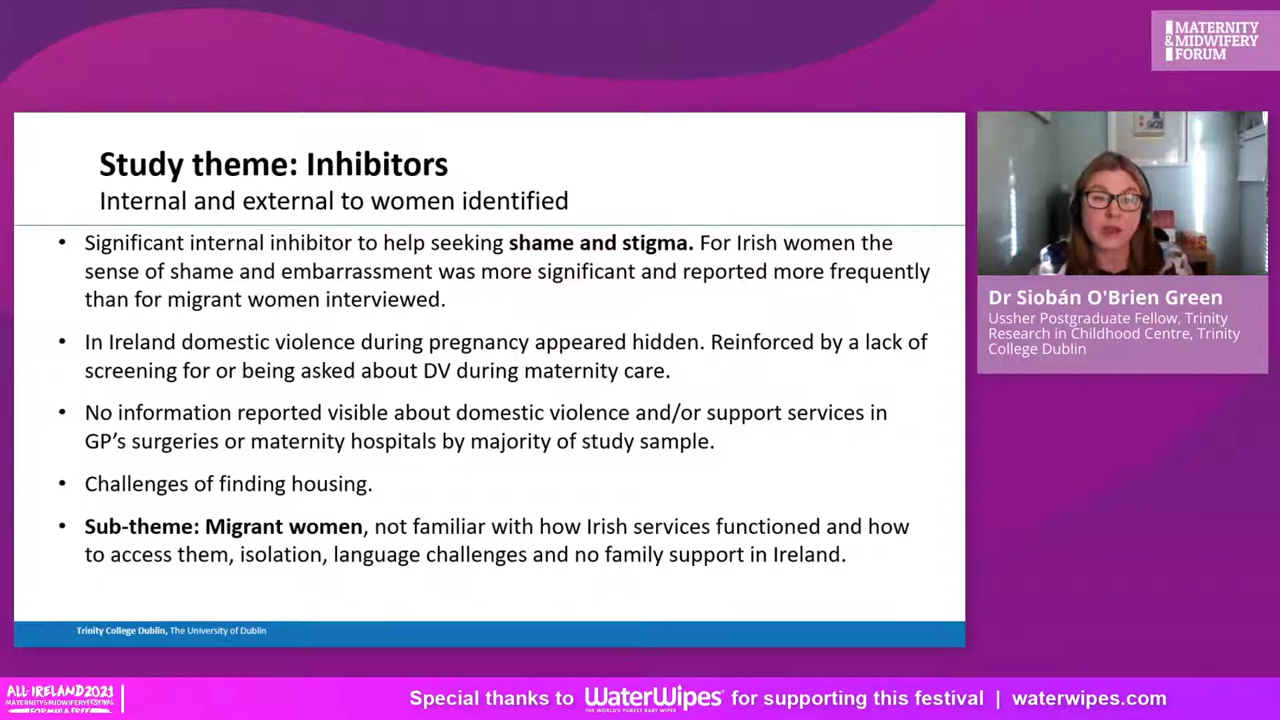 MATERNITY
&MIDWIFERY
FORUM
Study theme: Inhibitors
Internal and external to women identified
• Significant internal inhibitor to help seeking shame and stigma. For Irish women the
sense of shame and embarrassment was more significant and reported more frequently
than for migrant women interviewed.
• In Ireland domestic violence during pregnancy appeared hidden. Reinforced by a lack of
screening for or being asked about DV during maternity care.
• No information reported visible about domestic violence and/or support services in
GP's surgeries or maternity hospitals by majority of study sample.
• Challenges of finding housing.
• Sub-theme: Migrant women, not familiar with how Irish services functioned and how
to access them, isolation, language challenges and no family support in Ireland.
Trinity College Dublin, The University of Dublin
Dr Siobán O'Brien Green
Ussher Postgraduate Fellow, Trinity
Research in Childhood Centre, Trinity
College Dublin
ALL-IRELAND2021
MATERNITY&MIDWIFERYFESTIVAL
FORMULA FREE
Special thanks to WaterWipes for supporting this festival | waterwipes.com
THE WORLD'S PUREST BABY WIPES